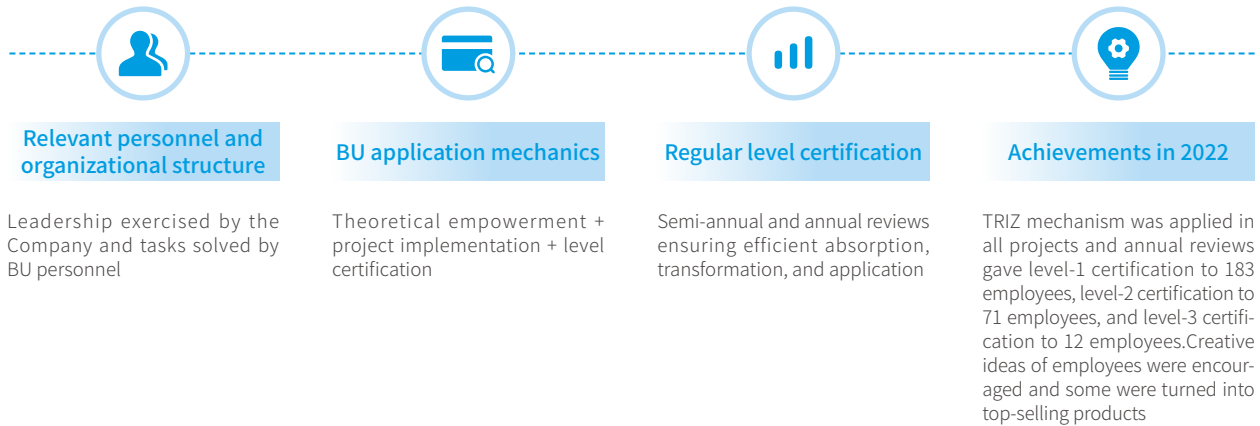 Relevant personnel and
organizational structure
Leadership exercised by the
Company and tasks solved by
BU personnel
BU application mechanics
Theoretical empowerment +
project implementation + level
certification
Regular level certification
Semi-annual and annual reviews
ensuring efficient absorption,
transformation, and application
Achievements in 2022
TRIZ mechanism was applied in
all projects and annual reviews
gave level-1 certification to 183
employees, level-2 certification to
71 employees, and level-3 certifi-
cation to 12 employees.Creative
ideas of employees were encour-
aged and some were turned into
top-selling products